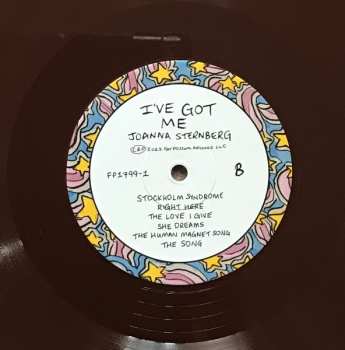 I'VE GOT
ME
JOANNA STERNBERG
©&℗ 2023 FAT POSSUM RECORDS LLC
FP1799-1
B
STOCKHOLM SYNDROME
RIGHT HERE
THE LOVE I GIVE
SHE DREAMS
THE HUMAN MAGNET SONG
THE SONG